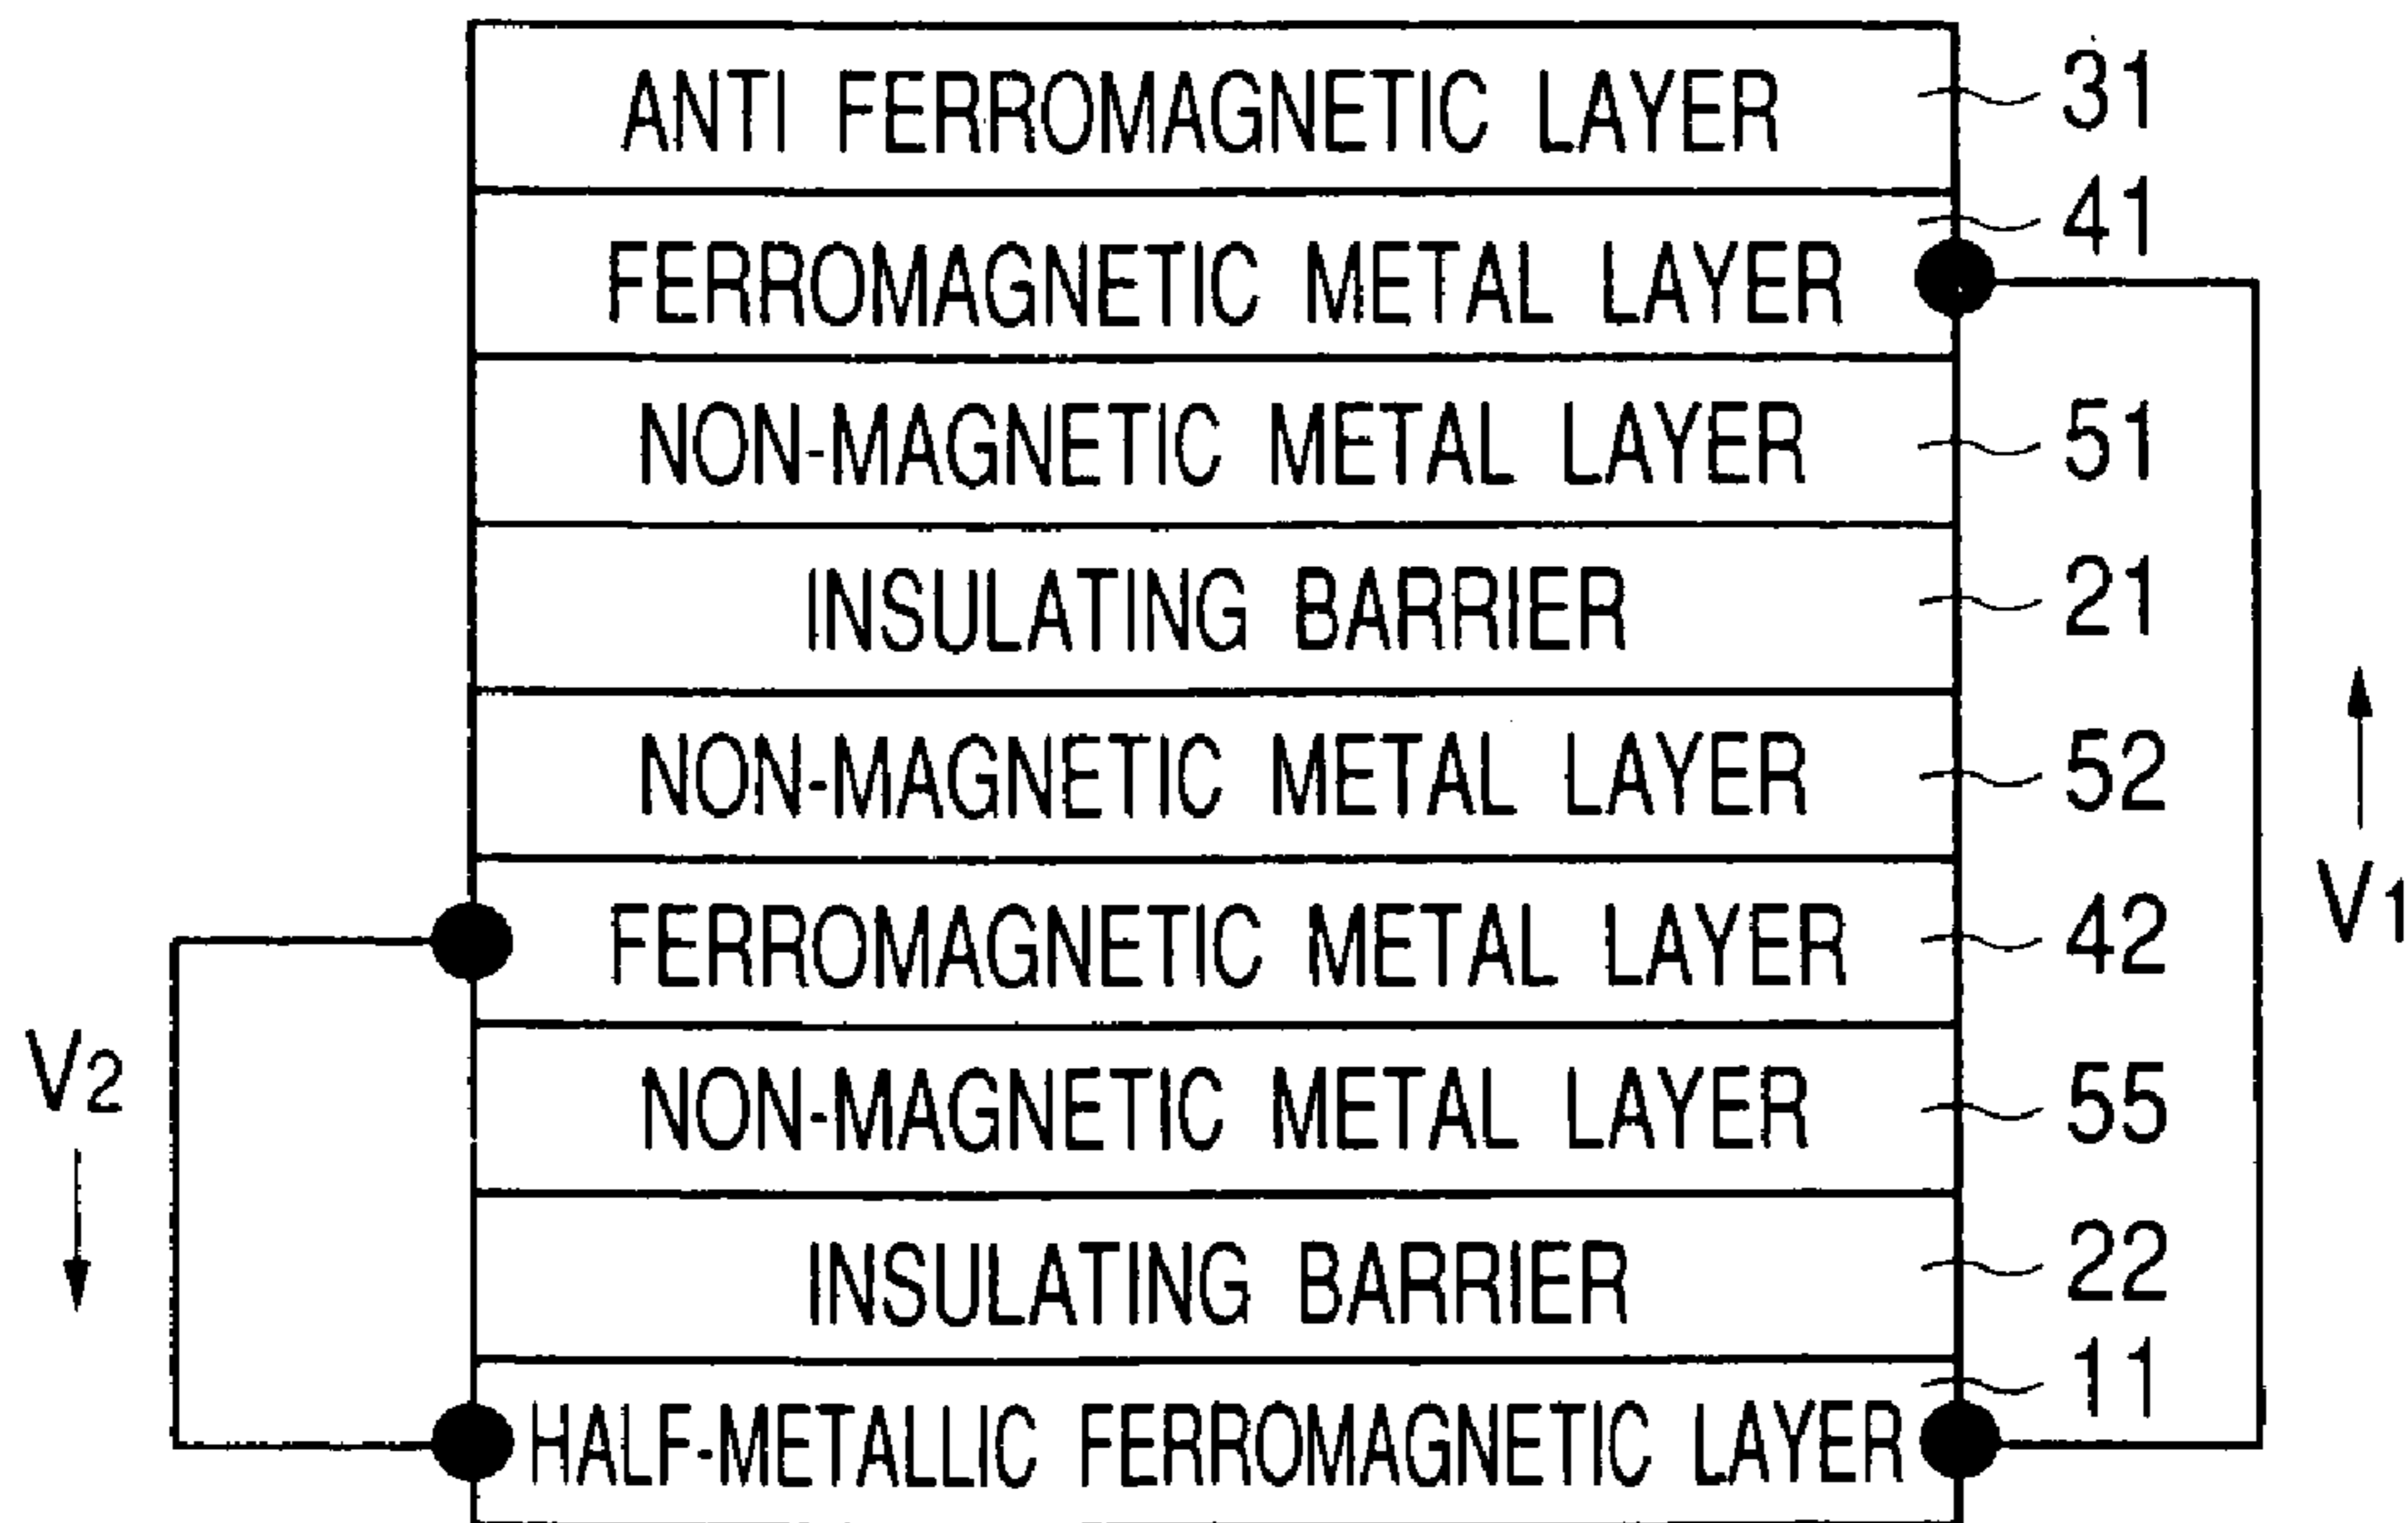 ANTI FERROMAGNETIC LAYER 31
FERROMAGNETIC METAL LAYER 41
NON-MAGNETIC METAL LAYER 51
INSULATING BARRIER 21
NON-MAGNETIC METAL LAYER 52
V1
FERROMAGNETIC METAL LAYER 42
V2
NON-MAGNETIC METAL LAYER 55
INSULATING BARRIER 22
HALF-METALLIC FERROMAGNETIC LAYER 11